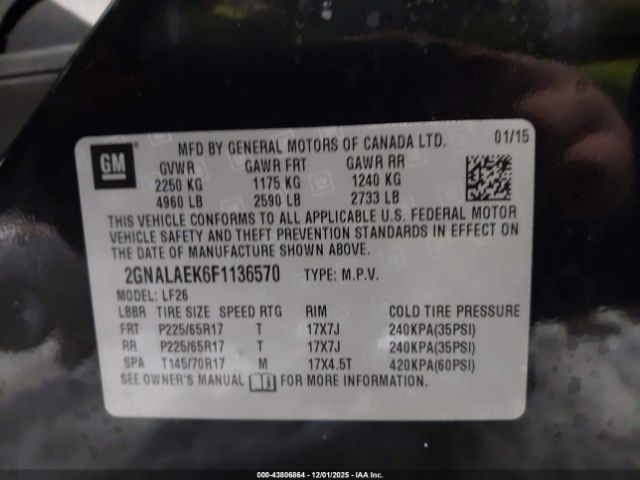 GM
MFD BY GENERAL MOTORS OF CANADA LTD. 01/15
GVWR GAWR FRT GAWR RR
2250 KG 1175 KG 1240 KG
4960 LB 2590 LB 2733 LB
THIS VEHICLE CONFORMS TO ALL APPLICABLE U.S. FEDERAL MOTOR
VEHICLE SAFETY AND THEFT PREVENTION STANDARDS IN EFFECT ON
THE DATE OF MANUFACTURE SHOWN ABOVE.
2GNALAEK6F1136570 TYPE: M.P.V.
MODEL: LF26
LBBR TIRE SIZE SPEED RTG RIM COLD TIRE PRESSURE
FRT P225/65R17 T 17X7J 240KPA(35PSI)
RR P225/65R17 T 17X7J 240KPA(35PSI)
SPA T145/70R17 M 17X4.5T 420KPA(60PSI)
SEE OWNER'S MANUAL FOR MORE INFORMATION.
000-43806864 - 12/01/2025 - IAA Inc.